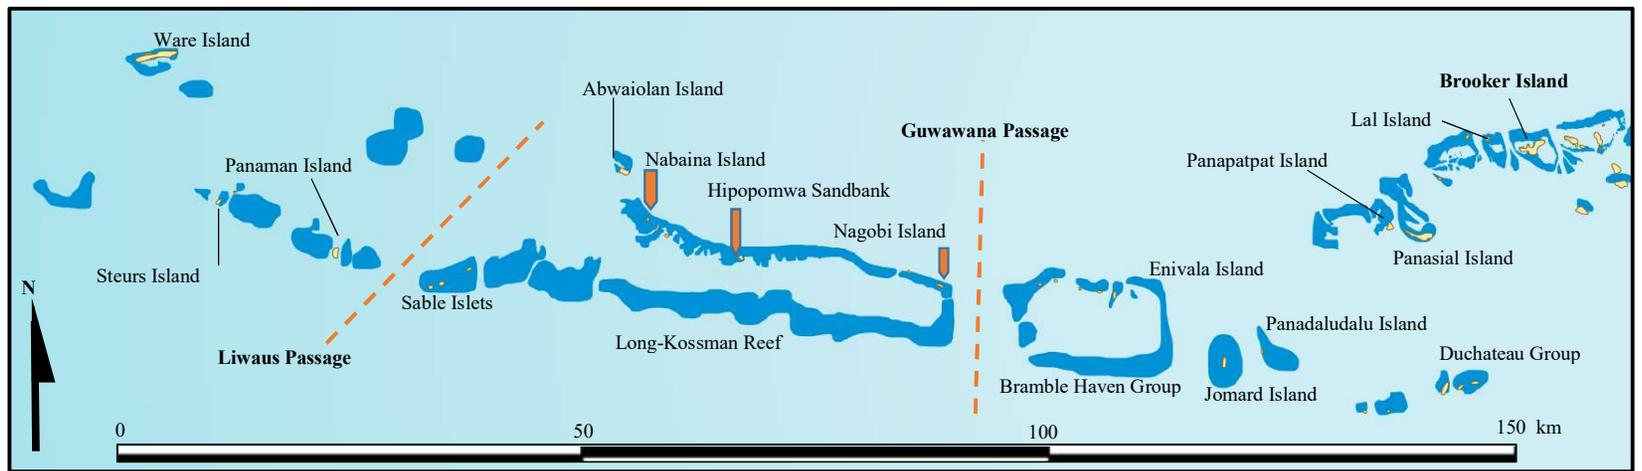 Ware Island
Brooker Island
Abwaiolan Island
Lal Island
Guwawana Passage
Nabaina Island
Panapatpat Island
Panaman Island
Hipopomwa Sandbank
Nagobi Island
Panasial Island
Enivala Island
Steurs Island
N
Sable Islets
Panadaludalu Island
Long-Kossman Reef
Liwaus Passage
Duchateau Group
Bramble Haven Group
Jomard Island
0 50 100 150 km